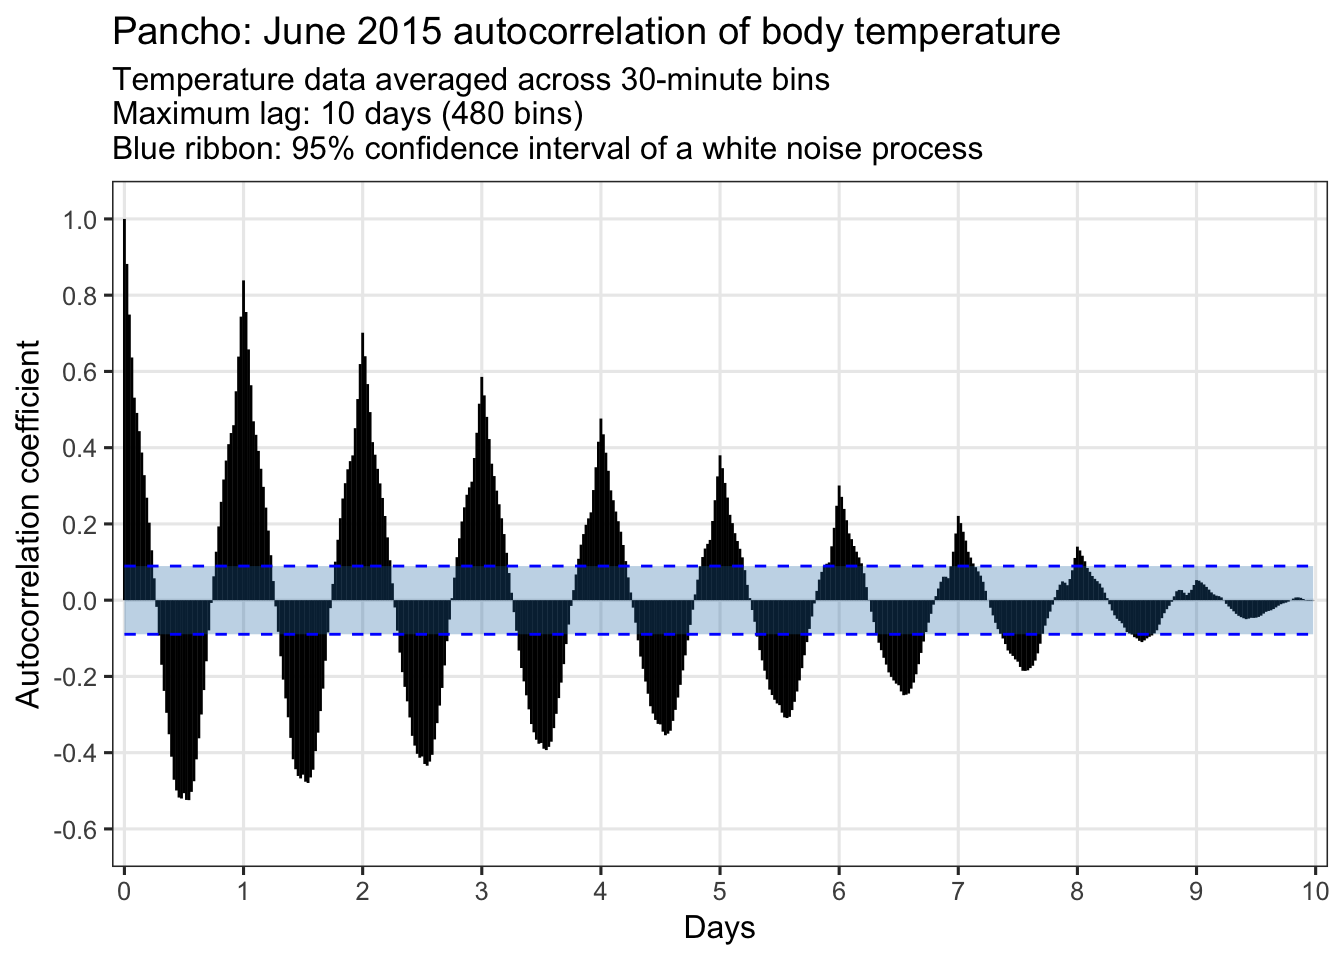 Pancho: June 2015 autocorrelation of body temperature
Temperature data averaged across 30-minute bins
Maximum lag: 10 days (480 bins)
Blue ribbon: 95% confidence interval of a white noise process
Autocorrelation coefficient
1.0
0.8
0.6
0.4
0.2
0.0
-0.2
-0.4
-0.6
0 1 2 3 4 5 6 7 8 9 10
Days